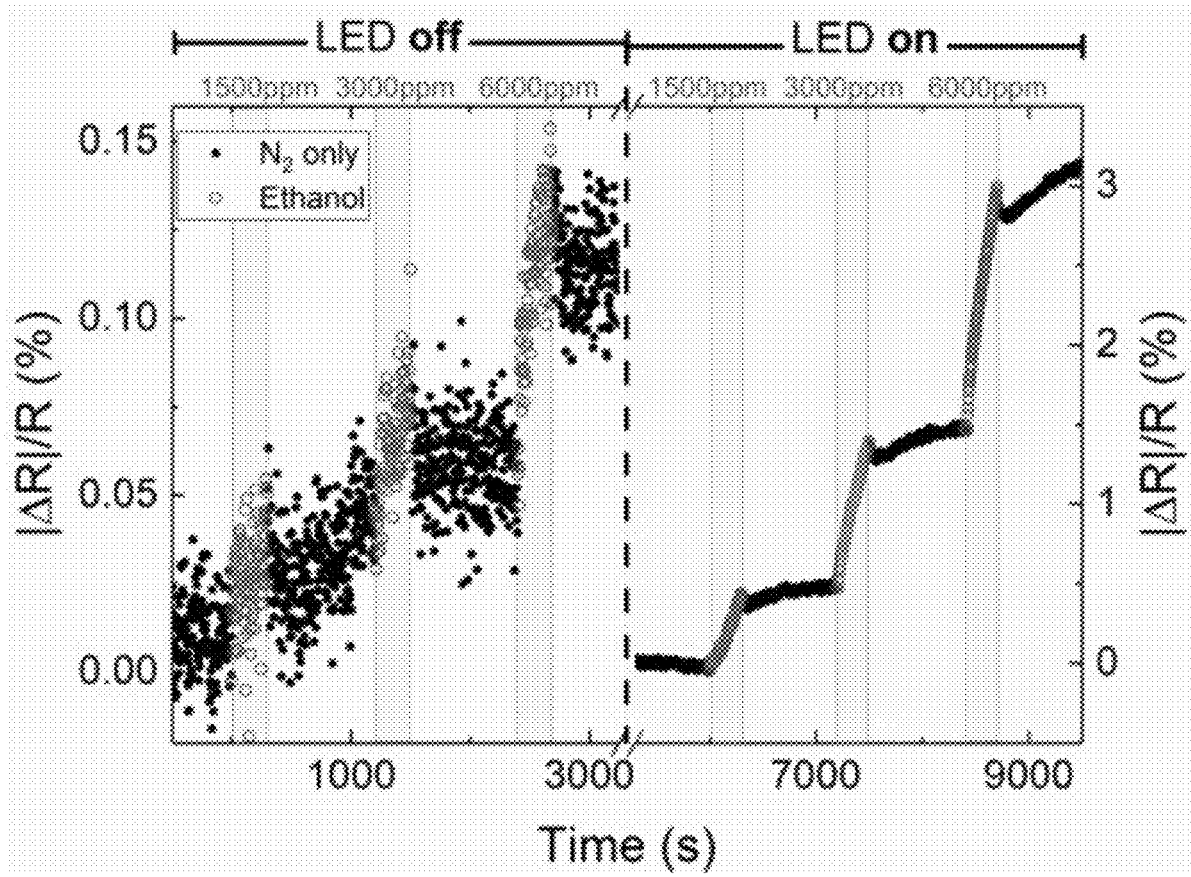 LED off LED on
1500ppm 3000ppm 6000ppm 1500ppm 3000ppm 6000ppm
N₂ only
Ethanol
|ΔR|/R (%)
0.15
0.10
0.05
0.00
3
2
1
0
|ΔR|/R (%)
1000 3000 7000 9000
Time (s)